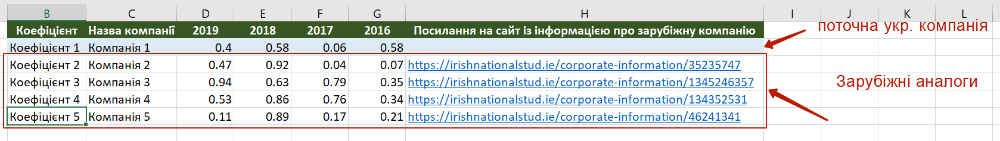 B C D E F G H I J K L
Коефіцієнт Назва компанії 2019 2018 2017 2016 Посилання на сайт із інформацією про зарубіжну компанію
поточна укр. компанія
Коефіцієнт 1 Компанія 1 0.4 0.58 0.06 0.58
Коефіцієнт 2 Компанія 2 0.47 0.92 0.04 0.07 https://irishnationalstud.ie/corporate-information/35235747
Коефіцієнт 3 Компанія 3 0.94 0.63 0.79 0.35 https://irishnationalstud.ie/corporate-information/1345246357
Зарубіжні аналоги
Коефіцієнт 4 Компанія 4 0.53 0.86 0.76 0.34 https://irishnationalstud.ie/corporate-information/134352531
Коефіцієнт 5 Компанія 5 0.11 0.89 0.17 0.21 https://irishnationalstud.ie/corporate-information/46241341